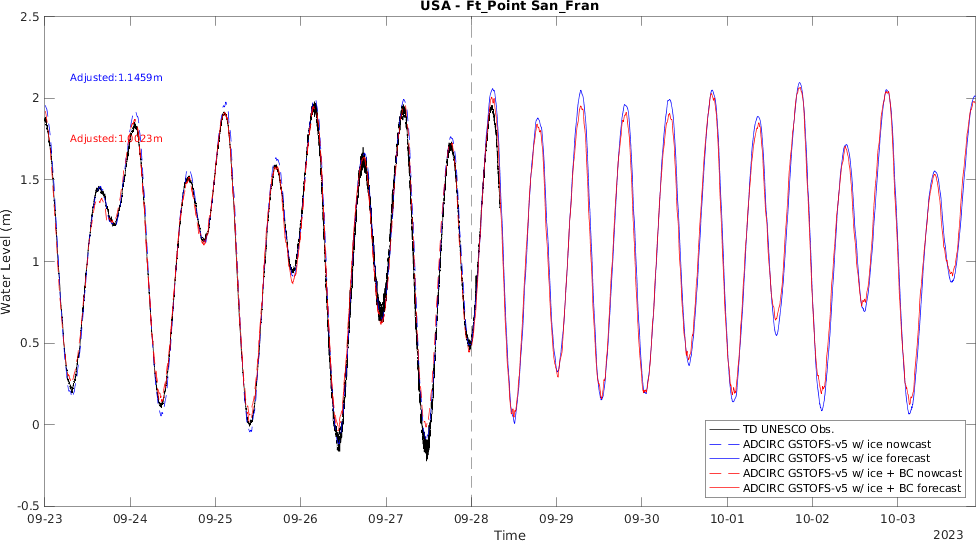 USA - Ft_Point San_Fran
2.5
2
1.5
1
0.5
0
-0.5
Water Level (m)
Adjusted:1.1459m
Adjusted:1.0023m
TD UNESCO Obs.
ADCIRC GSTOFS-v5 w/ ice nowcast
ADCIRC GSTOFS-v5 w/ ice forecast
ADCIRC GSTOFS-v5 w/ ice + BC nowcast
ADCIRC GSTOFS-v5 w/ ice + BC forecast
09-23 09-24 09-25 09-26 09-27 09-28 09-29 09-30 10-01 10-02 10-03
Time
2023